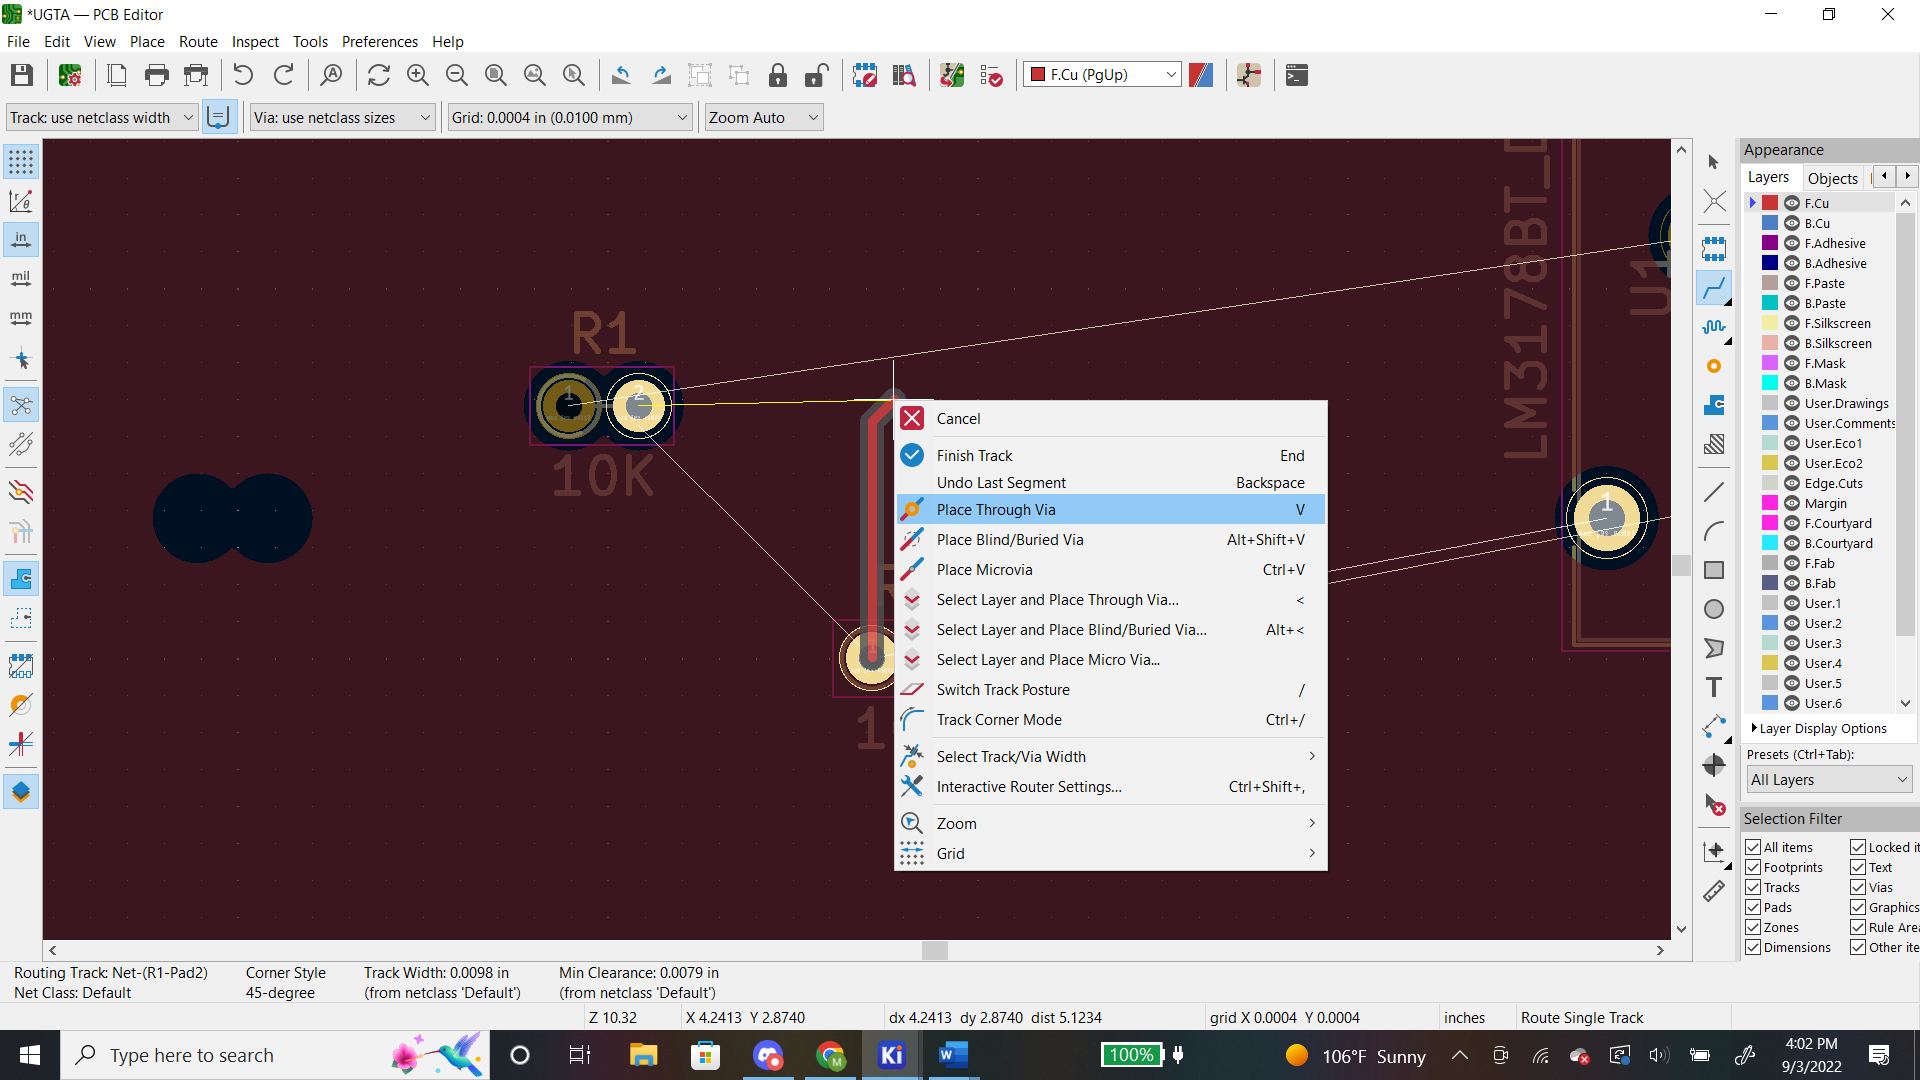 *UGTA — PCB Editor
File Edit View Place Route Inspect Tools Preferences Help
F.Cu (PgUp)
Track: use netclass width Via: use netclass sizes Grid: 0.0004 in (0.0100 mm) Zoom Auto
in
mil
mm
R1
1 2
10K
LM317
U1
1
1
Cancel
Finish Track End
Undo Last Segment Backspace
Place Through Via V
Place Blind/Buried Via Alt+Shift+V
Place Microvia Ctrl+V
Select Layer and Place Through Via... <
Select Layer and Place Blind/Buried Via... Alt+<
Select Layer and Place Micro Via...
Switch Track Posture /
Track Corner Mode Ctrl+/
Select Track/Via Width
Interactive Router Settings... Ctrl+Shift+,
Zoom
Grid
Appearance
Layers Objects
F.Cu
B.Cu
F.Adhesive
B.Adhesive
F.Paste
B.Paste
F.Silkscreen
B.Silkscreen
F.Mask
B.Mask
User.Drawings
User.Comments
User.Eco1
User.Eco2
Edge.Cuts
Margin
F.Courtyard
B.Courtyard
F.Fab
B.Fab
User.1
User.2
User.3
User.4
User.5
User.6
Layer Display Options
Presets (Ctrl+Tab):
All Layers
Selection Filter
All items Locked it
Footprints Text
Tracks Vias
Pads Graphics
Zones Rule Area
Dimensions Other ite
Routing Track: Net-(R1-Pad2) Corner Style Track Width: 0.0098 in Min Clearance: 0.0079 in
Net Class: Default 45-degree (from netclass 'Default') (from netclass 'Default')
Z 10.32 X 4.2413 Y 2.8740 dx 4.2413 dy 2.8740 dist 5.1234 grid X 0.0004 Y 0.0004 inches Route Single Track
Type here to search
Ki
100%
106°F Sunny
4:02 PM
9/3/2022